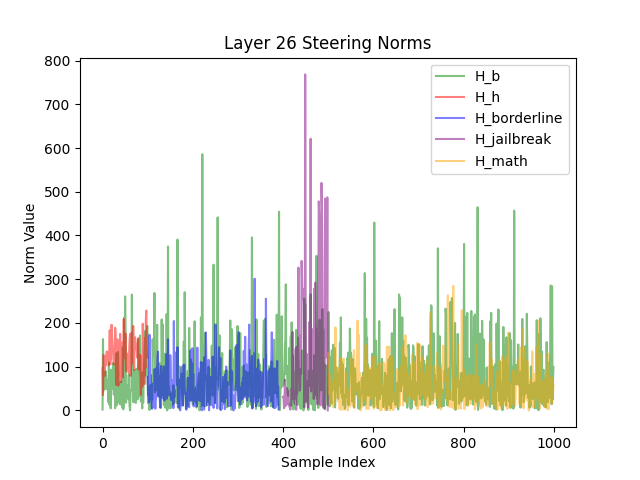 Layer 26 Steering Norms
800
700
600
500
400
300
200
100
0
Norm Value
H_b
H_h
H_borderline
H_jailbreak
H_math
0
200
400
600
800
1000
Sample Index